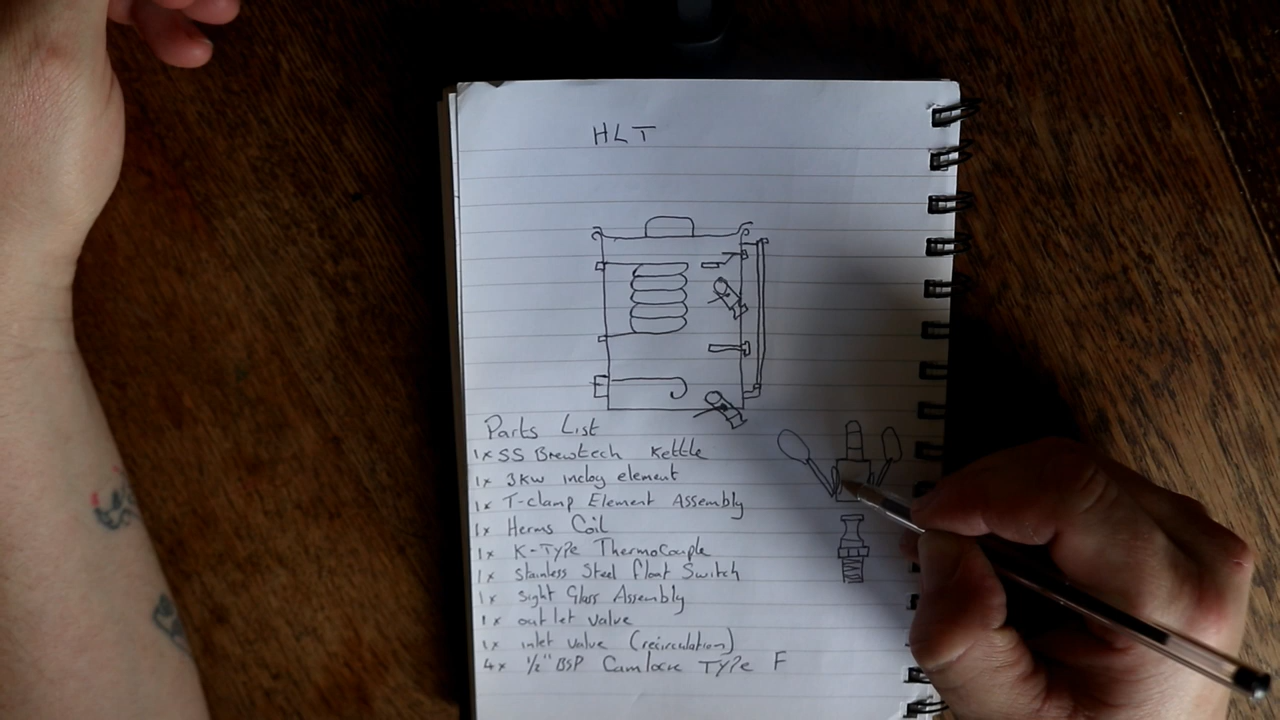 HLT
Parts List
1x SS Brewtech Kettle
1x 3kw incloy element
1x T-clamp Element Assembly
1x Herms Coil
1x K-Type ThermoCouple
1x Stainless Steel float Switch
1x Sight Glass Assembly
1x outlet valve
1x inlet valve (recirculation)
4x 1/2" BSP Camlock TYPE F